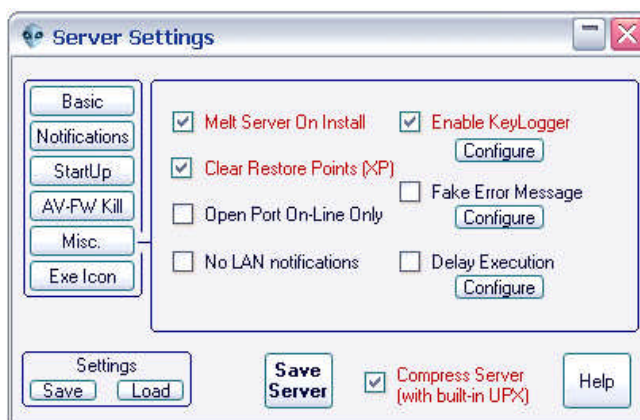 Server Settings
Basic
Notifications
StartUp
AV-FW Kill
Misc.
Exe Icon
Melt Server On Install
Clear Restore Points (XP)
Open Port On-Line Only
No LAN notifications
Enable KeyLogger
Configure
Fake Error Message
Configure
Delay Execution
Configure
Settings
Save
Load
Save
Server
Compress Server
(with built-in UPX)
Help